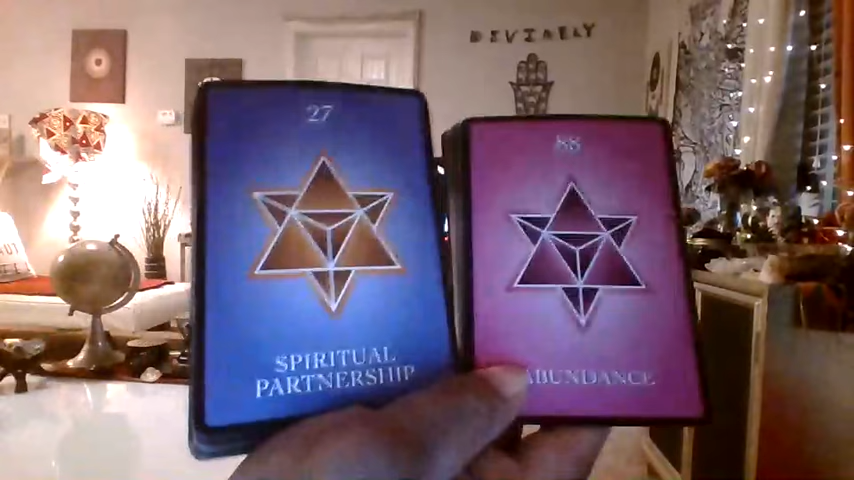 DIVINELY
27
SPIRITUAL
PARTNERSHIP
88
ABUNDANCE